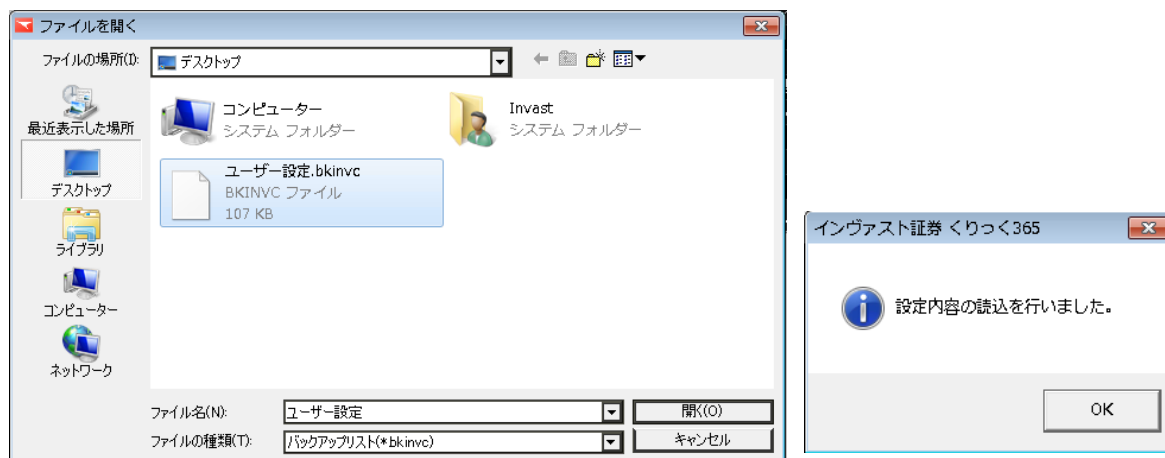 ファイルを開く
ファイルの場所(I):
デスクトップ
最近表示した場所
デスクトップ
ライブラリ
コンピューター
ネットワーク
コンピューター
システム フォルダー
Invast
システム フォルダー
ユーザー設定.bkinvc
BKINVC ファイル
107 KB
ファイル名(N):
ユーザー設定
開く(O)
ファイルの種類(T):
バックアップリスト(*bkinvc)
キャンセル
インヴァスト証券 くりっく365
設定内容の読込を行いました。
OK